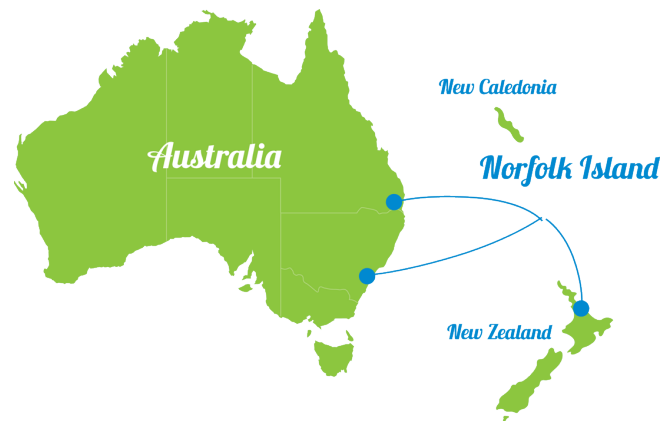 New Caledonia
Australia
Norfolk Island
New Zealand